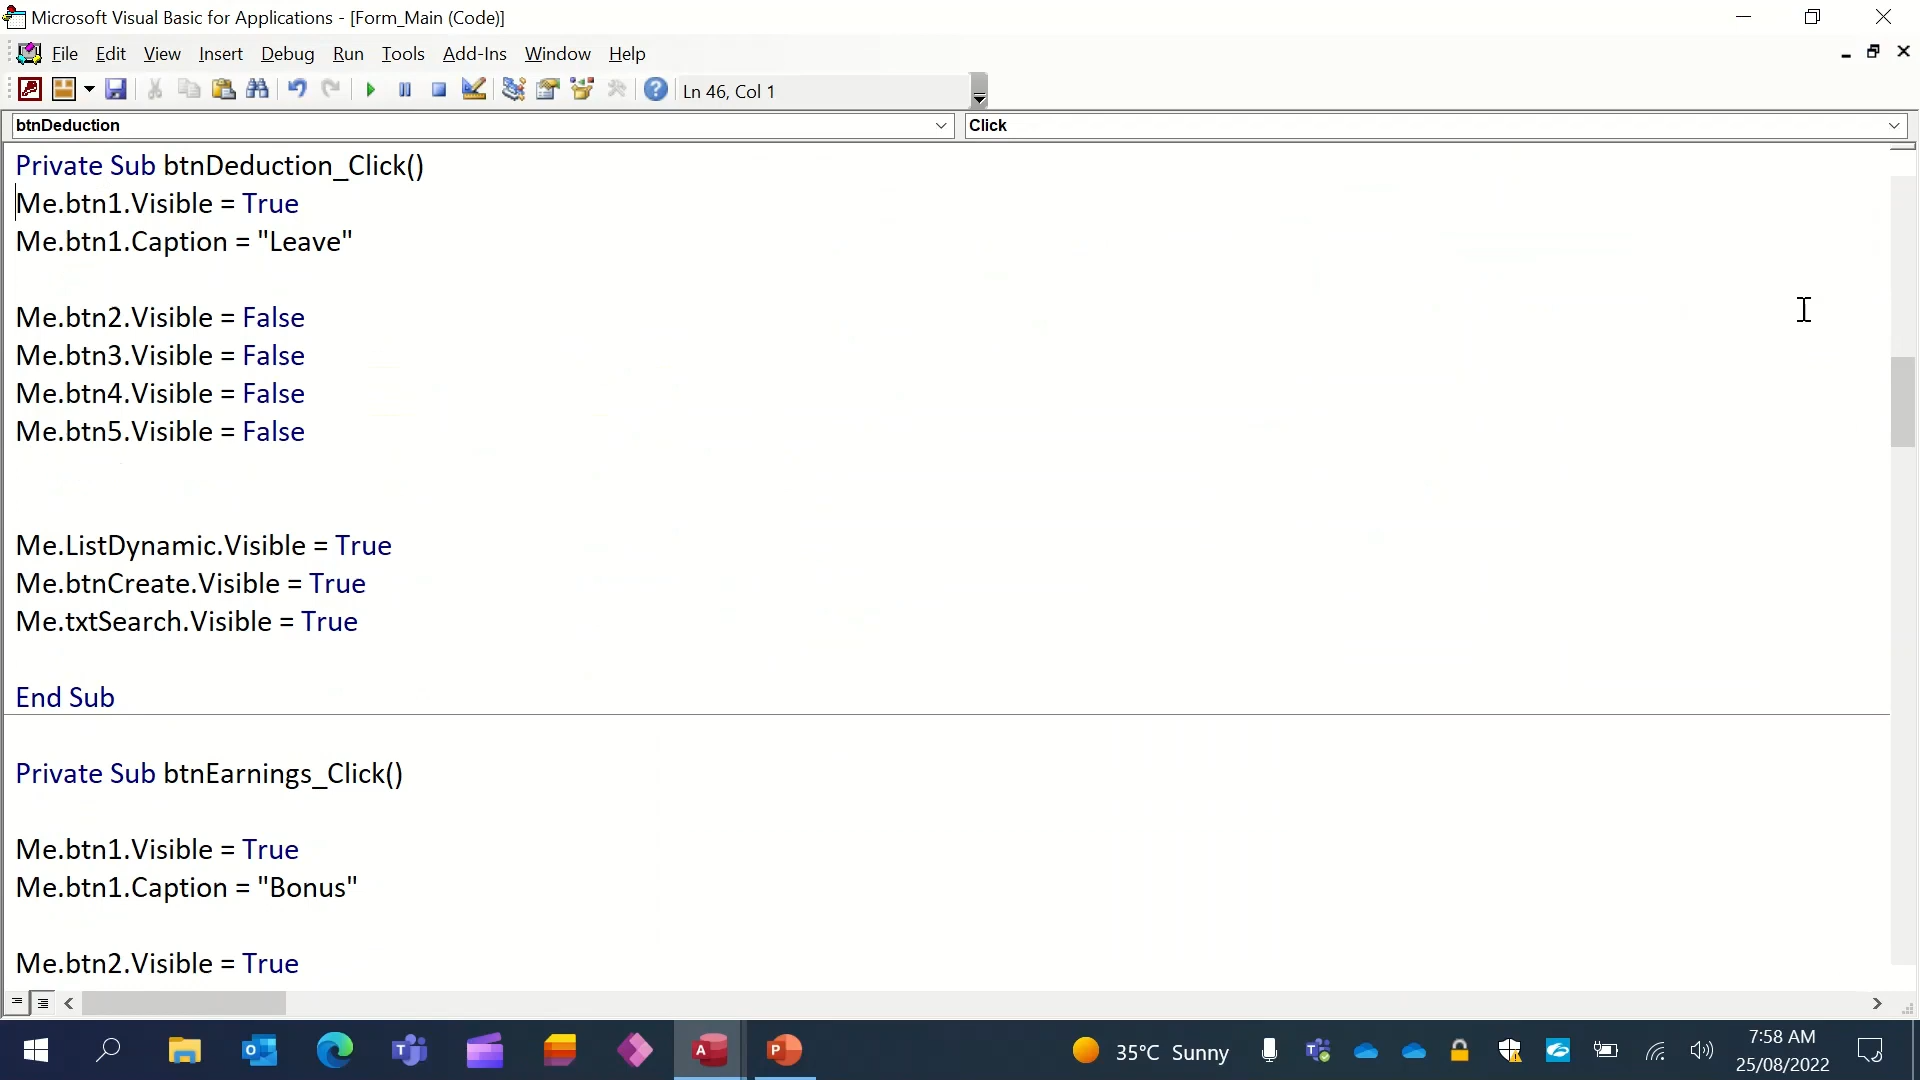 Microsoft Visual Basic for Applications - [Form_Main (Code)]
File Edit View Insert Debug Run Tools Add-Ins Window Help
Ln 46, Col 1
btnDeduction
Click
Private Sub btnDeduction_Click()
Me.btn1.Visible = True
Me.btn1.Caption = "Leave"
Me.btn2.Visible = False
Me.btn3.Visible = False
Me.btn4.Visible = False
Me.btn5.Visible = False
Me.ListDynamic.Visible = True
Me.btnCreate.Visible = True
Me.txtSearch.Visible = True
End Sub
Private Sub btnEarnings_Click()
Me.btn1.Visible = True
Me.btn1.Caption = "Bonus"
Me.btn2.Visible = True
35°C Sunny
7:58 AM
25/08/2022